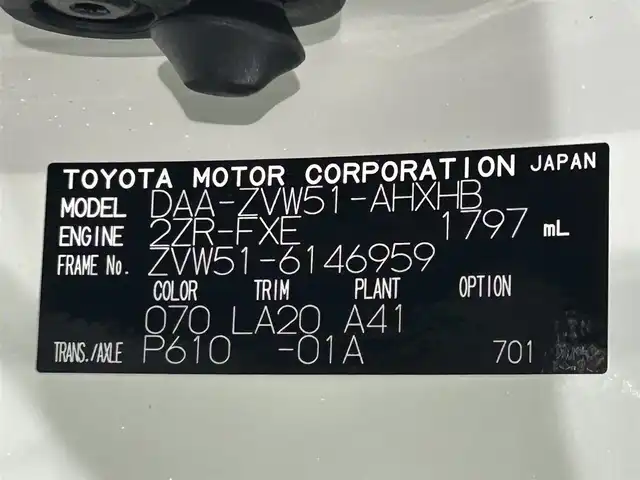 TOYOTA MOTOR CORPORATION JAPAN
MODEL DAA-ZVW51-AHXHB
ENGINE 2ZR-FXE 1797 mL
FRAME No. ZVW51-6146959
COLOR TRIM PLANT OPTION
070 LA20 A41
TRANS./AXLE P610 -01A 701